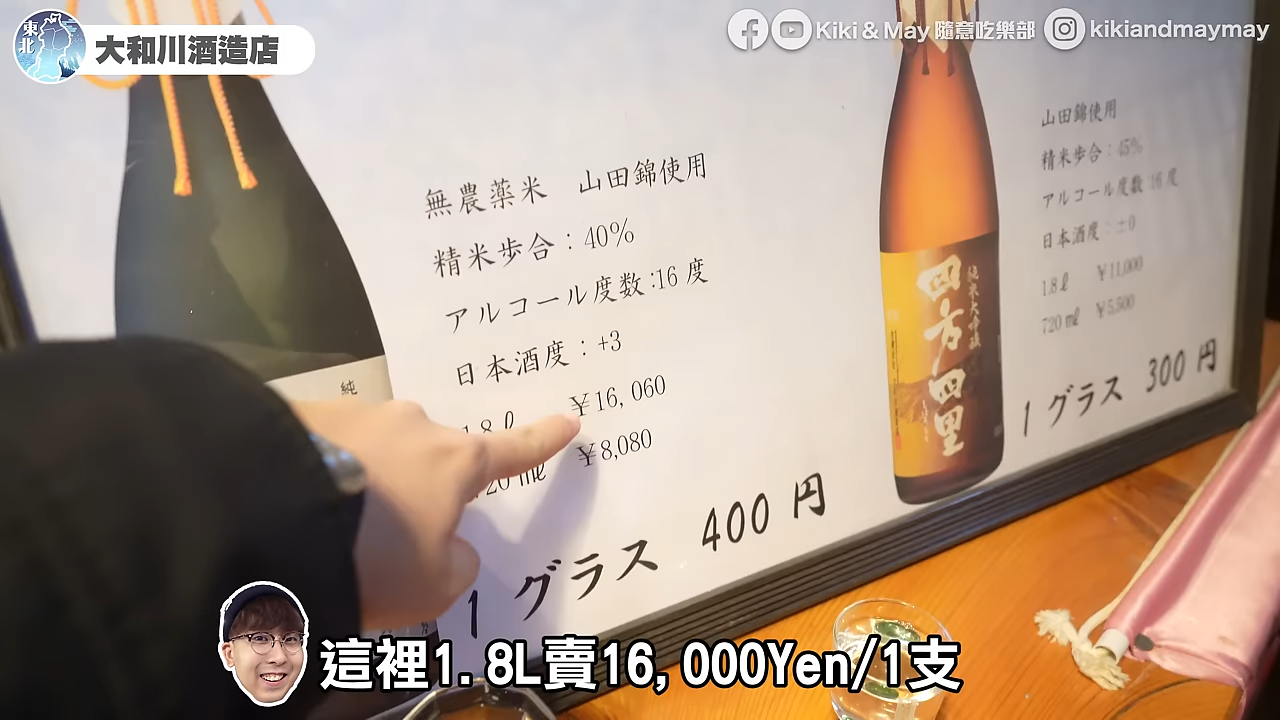 東北
大和川酒造店
Kiki & May 隨意吃樂部
kikiandmaymay
無農薬米 山田錦使用
精米歩合：40%
アルコール度数:16度
日本酒度：+3
1.8ℓ ¥16,060
720㎖ ¥8,080
1グラス 400円
純
純米大吟醸
四方四里
山田錦使用
精米歩合：45%
アルコール度数16度
日本酒度：±0
1.8ℓ ¥11,000
720㎖ ¥5,500
1グラス 300円
這裡1.8L賣16,000Yen/1支